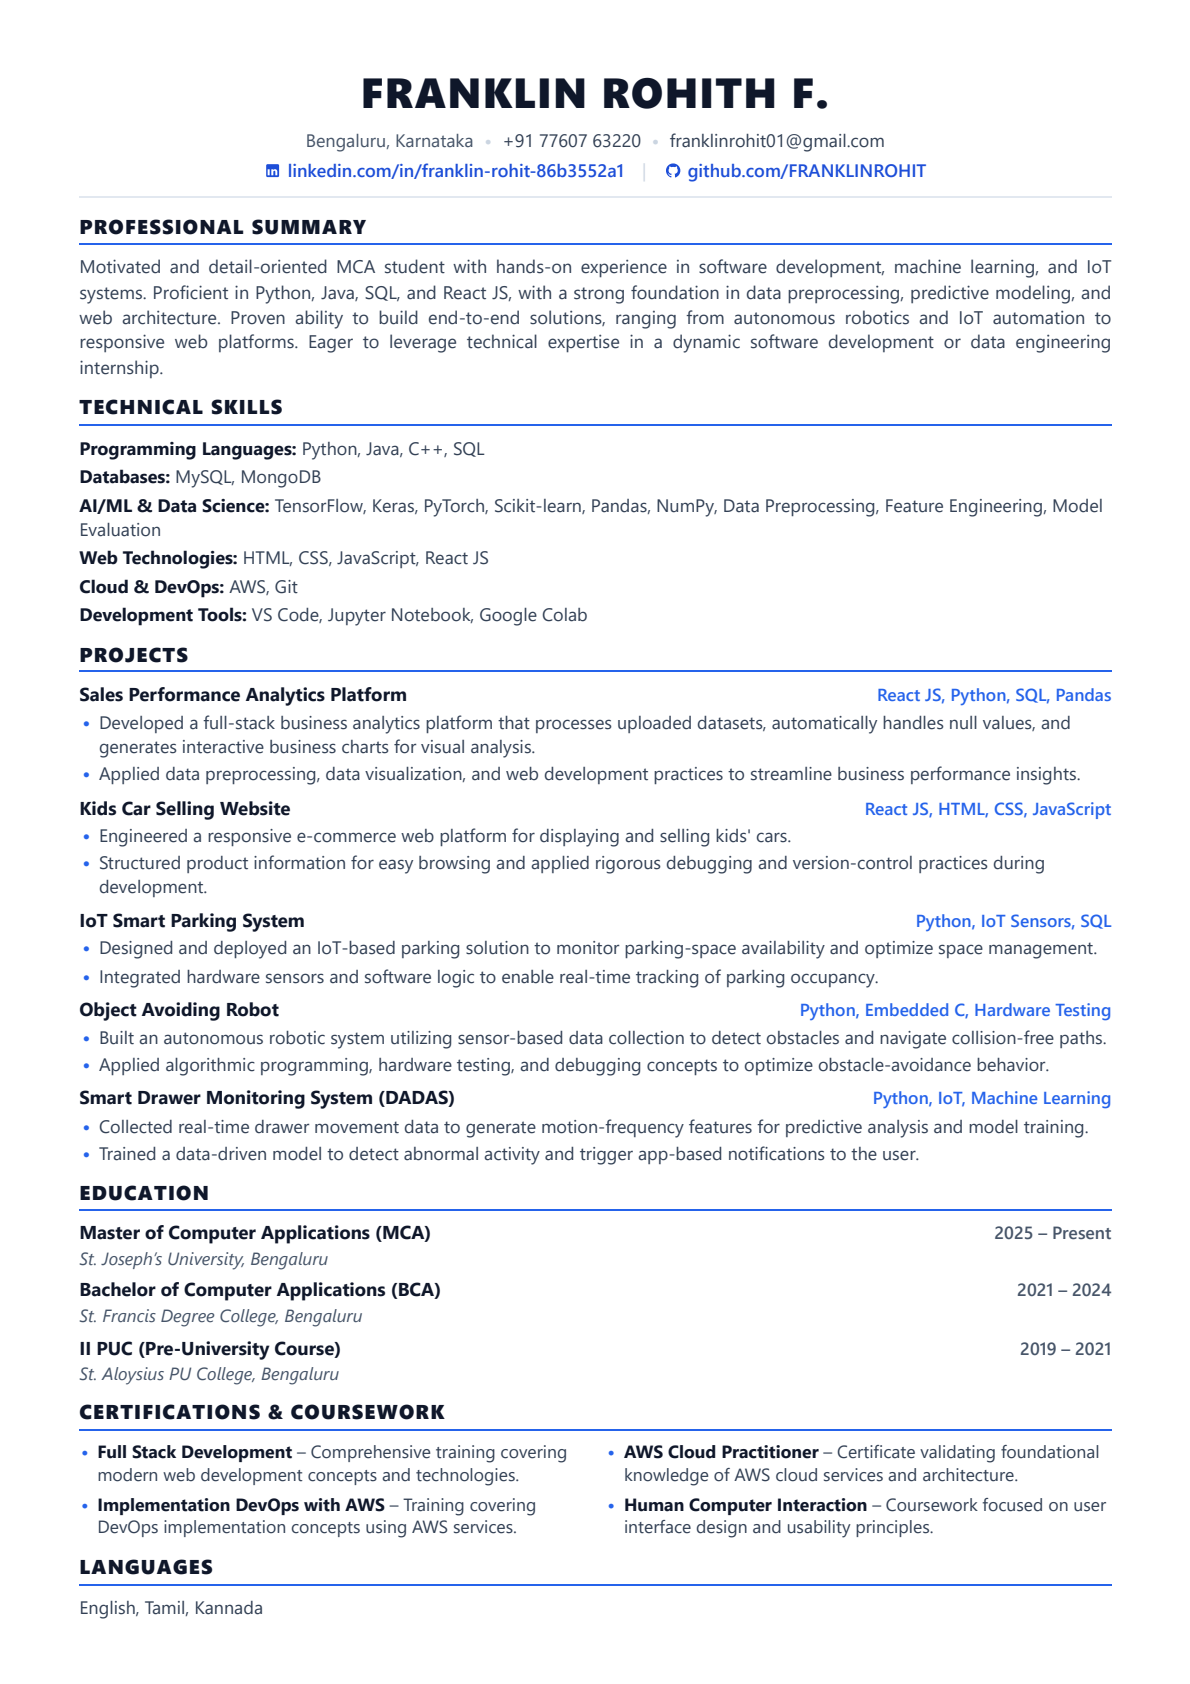 FRANKLIN ROHITH F.
Bengaluru, Karnataka • +91 77607 63220 • franklinrohit01@gmail.com
linkedin.com/in/franklin-rohit-86b3552a1 | github.com/FRANKLINROHIT
PROFESSIONAL SUMMARY
Motivated and detail-oriented MCA student with hands-on experience in software development, machine learning, and IoT
systems. Proficient in Python, Java, SQL, and React JS, with a strong foundation in data preprocessing, predictive modeling, and
web architecture. Proven ability to build end-to-end solutions, ranging from autonomous robotics and IoT automation to
responsive web platforms. Eager to leverage technical expertise in a dynamic software development or data engineering
internship.
TECHNICAL SKILLS
Programming Languages: Python, Java, C++, SQL
Databases: MySQL, MongoDB
AI/ML & Data Science: TensorFlow, Keras, PyTorch, Scikit-learn, Pandas, NumPy, Data Preprocessing, Feature Engineering, Model
Evaluation
Web Technologies: HTML, CSS, JavaScript, React JS
Cloud & DevOps: AWS, Git
Development Tools: VS Code, Jupyter Notebook, Google Colab
PROJECTS
Sales Performance Analytics Platform React JS, Python, SQL, Pandas
• Developed a full-stack business analytics platform that processes uploaded datasets, automatically handles null values, and
generates interactive business charts for visual analysis.
• Applied data preprocessing, data visualization, and web development practices to streamline business performance insights.
Kids Car Selling Website React JS, HTML, CSS, JavaScript
• Engineered a responsive e-commerce web platform for displaying and selling kids' cars.
• Structured product information for easy browsing and applied rigorous debugging and version-control practices during
development.
IoT Smart Parking System Python, IoT Sensors, SQL
• Designed and deployed an IoT-based parking solution to monitor parking-space availability and optimize space management.
• Integrated hardware sensors and software logic to enable real-time tracking of parking occupancy.
Object Avoiding Robot Python, Embedded C, Hardware Testing
• Built an autonomous robotic system utilizing sensor-based data collection to detect obstacles and navigate collision-free paths.
• Applied algorithmic programming, hardware testing, and debugging concepts to optimize obstacle-avoidance behavior.
Smart Drawer Monitoring System (DADAS) Python, IoT, Machine Learning
• Collected real-time drawer movement data to generate motion-frequency features for predictive analysis and model training.
• Trained a data-driven model to detect abnormal activity and trigger app-based notifications to the user.
EDUCATION
Master of Computer Applications (MCA) 2025 – Present
St. Joseph's University, Bengaluru
Bachelor of Computer Applications (BCA) 2021 – 2024
St. Francis Degree College, Bengaluru
II PUC (Pre-University Course) 2019 – 2021
St. Aloysius PU College, Bengaluru
CERTIFICATIONS & COURSEWORK
• Full Stack Development – Comprehensive training covering
modern web development concepts and technologies.
• Implementation DevOps with AWS – Training covering
DevOps implementation concepts using AWS services.
• AWS Cloud Practitioner – Certificate validating foundational
knowledge of AWS cloud services and architecture.
• Human Computer Interaction – Coursework focused on user
interface design and usability principles.
LANGUAGES
English, Tamil, Kannada